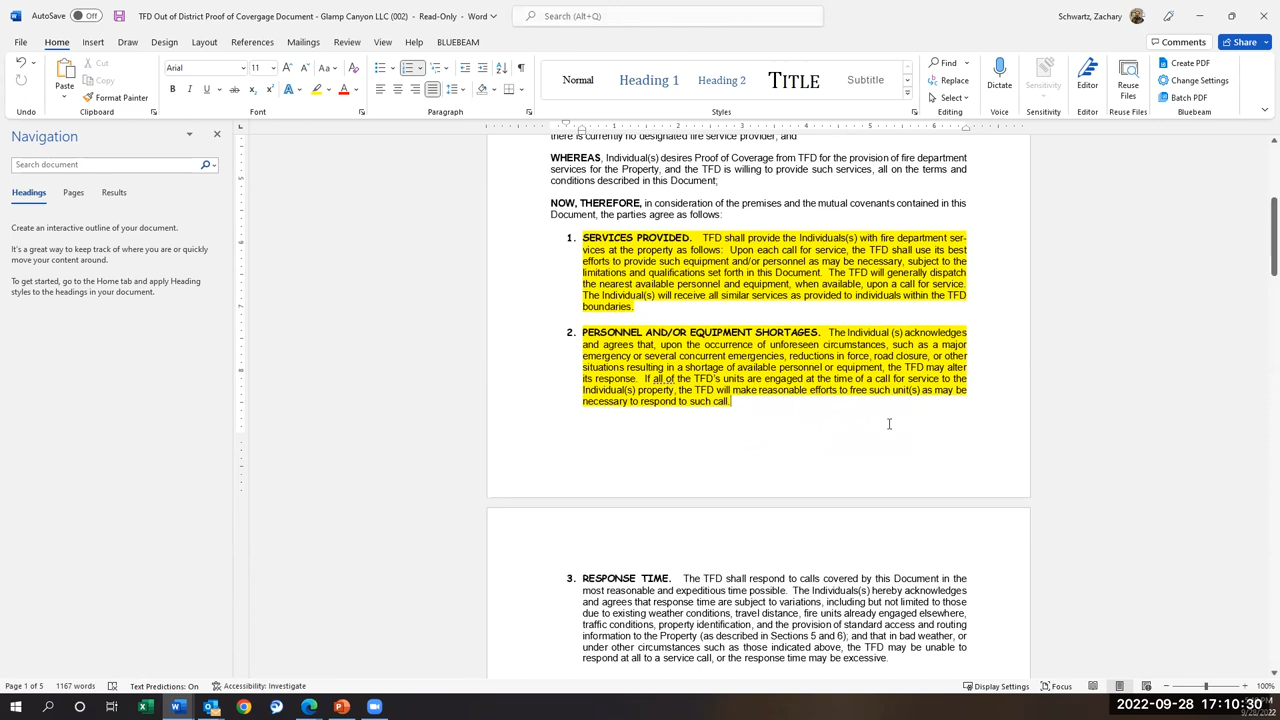 AutoSave Off TFD Out of District Proof of Covergage Document - Glamp Canyon LLC (002) - Read-Only - Word Search (Alt+Q) Schwartz, Zachary
File Home Insert Draw Design Layout References Mailings Review View Help BLUEBEAM Comments Share
Undo
Paste Cut Copy Format Painter
Clipboard
Arial 11
Font
Paragraph
Normal Heading 1 Heading 2 TITLE Subtitle
Styles
Find Replace Select
Editing
Dictate
Voice
Sensitivity
Sensitivity
Editor
Editor
Reuse Files
Reuse Files
Create PDF
Change Settings
Batch PDF
Bluebeam
Navigation
Search document
Headings Pages Results
Create an interactive outline of your document.
It's a great way to keep track of where you are or quickly
move your content around.
To get started, go to the Home tab and apply Heading
styles to the headings in your document.
there is currently no designated fire service provider; and
WHEREAS, Individual(s) desires Proof of Coverage from TFD for the provision of fire department
services for the Property, and the TFD is willing to provide such services, all on the terms and
conditions described in this Document;
NOW, THEREFORE, in consideration of the premises and the mutual covenants contained in this
Document, the parties agree as follows:
1. SERVICES PROVIDED. TFD shall provide the Individuals(s) with fire department ser-
vices at the property as follows: Upon each call for service, the TFD shall use its best
efforts to provide such equipment and/or personnel as may be necessary, subject to the
limitations and qualifications set forth in this Document. The TFD will generally dispatch
the nearest available personnel and equipment, when available, upon a call for service.
The Individual(s) will receive all similar services as provided to individuals within the TFD
boundaries.
2. PERSONNEL AND/OR EQUIPMENT SHORTAGES. The Individual (s) acknowledges
and agrees that, upon the occurrence of unforeseen circumstances, such as a major
emergency or several concurrent emergencies, reductions in force, road closure, or other
situations resulting in a shortage of available personnel or equipment, the TFD may alter
its response. If all of the TFD's units are engaged at the time of a call for service to the
Individual(s) property, the TFD will make reasonable efforts to free such unit(s) as may be
necessary to respond to such call.
3. RESPONSE TIME. The TFD shall respond to calls covered by this Document in the
most reasonable and expeditious time possible. The Individuals(s) hereby acknowledges
and agrees that response time are subject to variations, including but not limited to those
due to existing weather conditions, travel distance, fire units already engaged elsewhere,
traffic conditions, property identification, and the provision of standard access and routing
information to the Property (as described in Sections 5 and 6); and that in bad weather, or
under other circumstances such as those indicated above, the TFD may be unable to
respond at all to a service call, or the response time may be excessive.
Page 1 of 5 1167 words Text Predictions: On Accessibility: Investigate Display Settings Focus 100%
2022-09-28 17:10:30